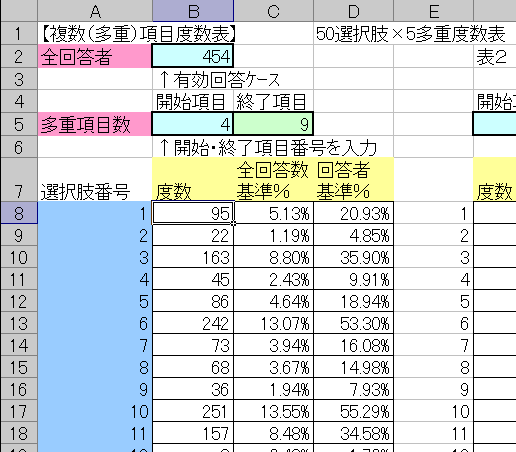 A B C D E
1 【複数(多重)項目度数表】 50選択肢×5多重度数表
2 全回答者 454 表2
3 ↑有効回答ケース
4 開始項目 終了項目 開始項
5 多重項目数 4 9
6 ↑開始・終了項目番号を入力
全回答数 回答者
7 選択肢番号 度数 基準% 基準% 度数
8 1 95 5.13% 20.93% 1
9 2 22 1.19% 4.85% 2
10 3 163 8.80% 35.90% 3
11 4 45 2.43% 9.91% 4
12 5 86 4.64% 18.94% 5
13 6 242 13.07% 53.30% 6
14 7 73 3.94% 16.08% 7
15 8 68 3.67% 14.98% 8
16 9 36 1.94% 7.93% 9
17 10 251 13.55% 55.29% 10
18 11 157 8.48% 34.58% 11